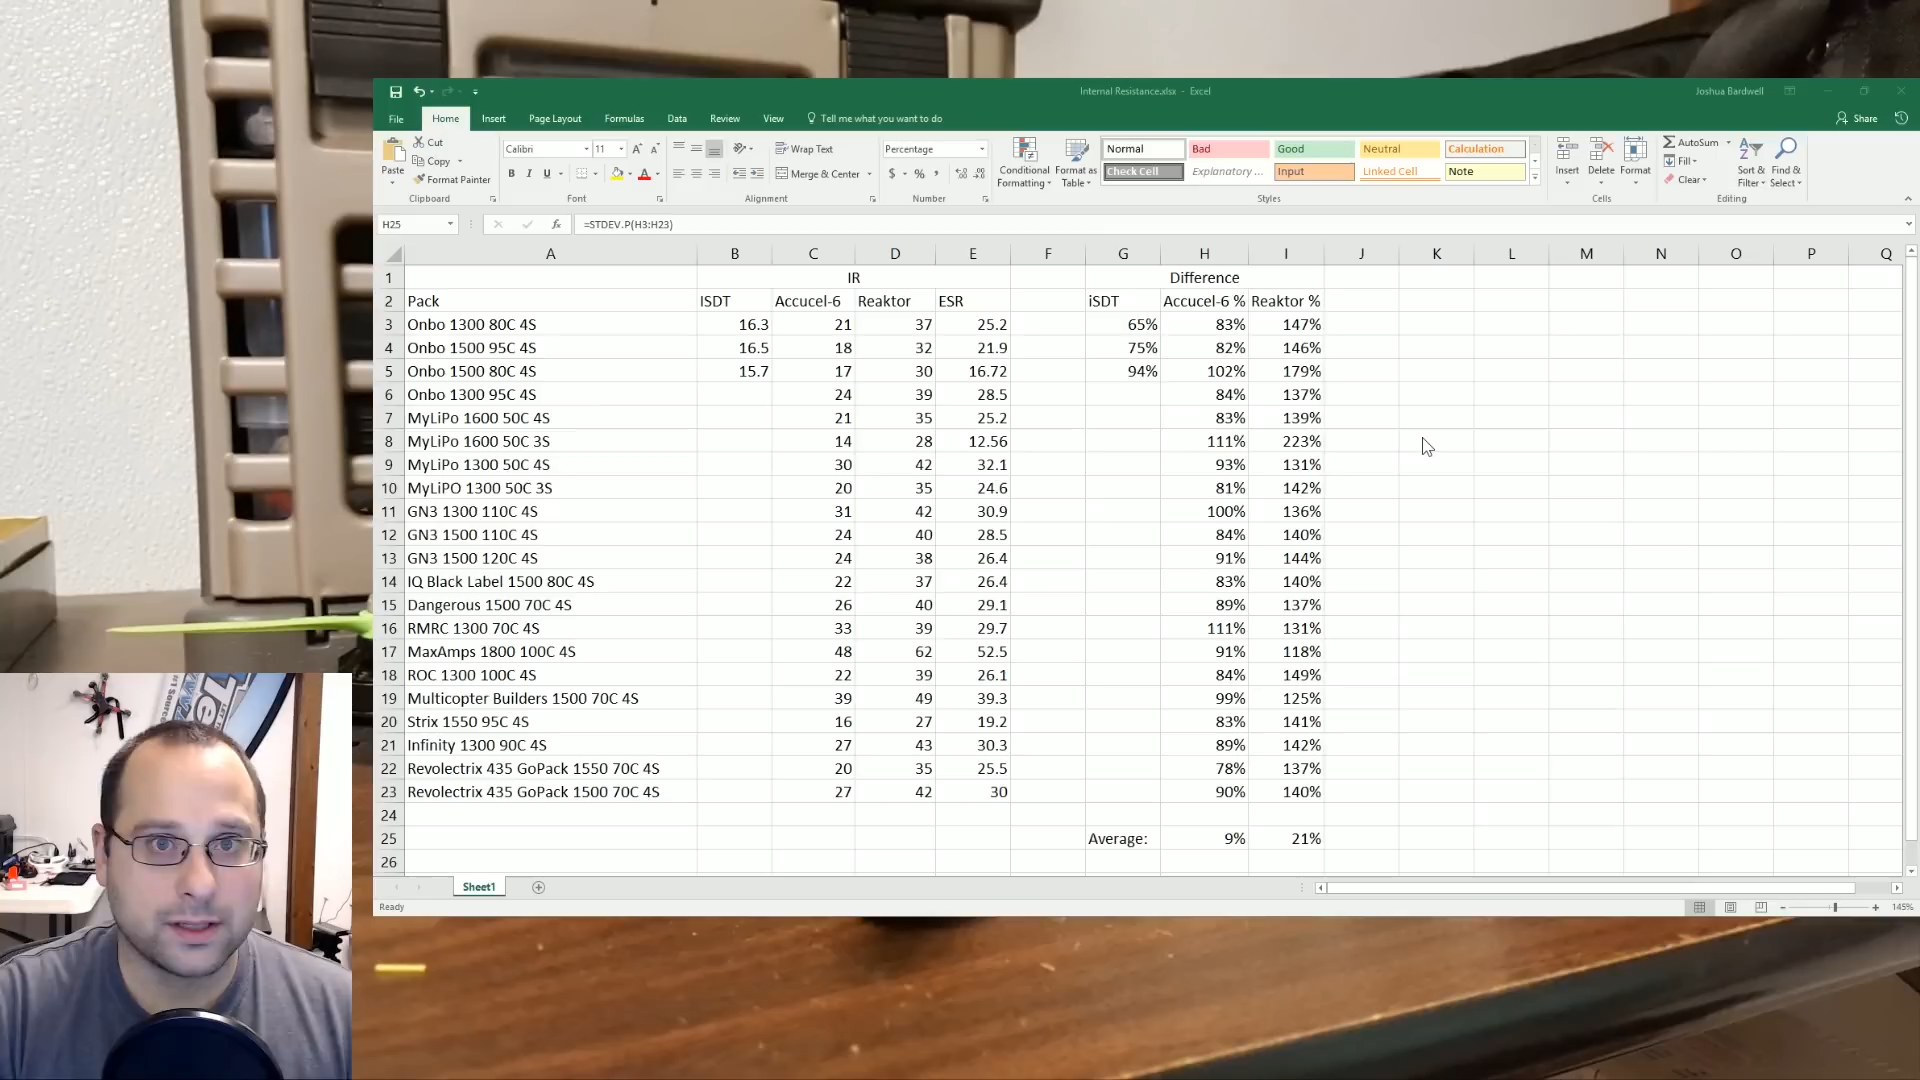 Internal Resistance.xlsx - Excel
Joshua Bardwell
File Home Insert Page Layout Formulas Data Review View Tell me what you want to do Share
Paste Cut Copy Format Painter Clipboard
Calibri 11 B I U Font
Wrap Text Merge & Center Alignment
Percentage $ % , Number
Conditional Formatting Format as Table Normal Bad Good Neutral Calculation Check Cell Explanatory ... Input Linked Cell Note Styles
Insert Delete Format Cells
AutoSum Fill Clear Sort & Filter Find & Select Editing
H25 fx =STDEV.P(H3:H23)
A B C D E F G H I J K L M N O P Q
1 IR Difference
2 Pack ISDT Accucel-6 Reaktor ESR iSDT Accucel-6 % Reaktor %
3 Onbo 1300 80C 4S 16.3 21 37 25.2 65% 83% 147%
4 Onbo 1500 95C 4S 16.5 18 32 21.9 75% 82% 146%
5 Onbo 1500 80C 4S 15.7 17 30 16.72 94% 102% 179%
6 Onbo 1300 95C 4S 24 39 28.5 84% 137%
7 MyLiPo 1600 50C 4S 21 35 25.2 83% 139%
8 MyLiPo 1600 50C 3S 14 28 12.56 111% 223%
9 MyLiPo 1300 50C 4S 30 42 32.1 93% 131%
10 MyLiPO 1300 50C 3S 20 35 24.6 81% 142%
11 GN3 1300 110C 4S 31 42 30.9 100% 136%
12 GN3 1500 110C 4S 24 40 28.5 84% 140%
13 GN3 1500 120C 4S 24 38 26.4 91% 144%
14 IQ Black Label 1500 80C 4S 22 37 26.4 83% 140%
15 Dangerous 1500 70C 4S 26 40 29.1 89% 137%
16 RMRC 1300 70C 4S 33 39 29.7 111% 131%
17 MaxAmps 1800 100C 4S 48 62 52.5 91% 118%
18 ROC 1300 100C 4S 22 39 26.1 84% 149%
19 Multicopter Builders 1500 70C 4S 39 49 39.3 99% 125%
20 Strix 1550 95C 4S 16 27 19.2 83% 141%
21 Infinity 1300 90C 4S 27 43 30.3 89% 142%
22 Revolectrix 435 GoPack 1550 70C 4S 20 35 25.5 78% 137%
23 Revolectrix 435 GoPack 1500 70C 4S 27 42 30 90% 140%
24
25 Average: 9% 21%
26
Sheet1
Ready 145%